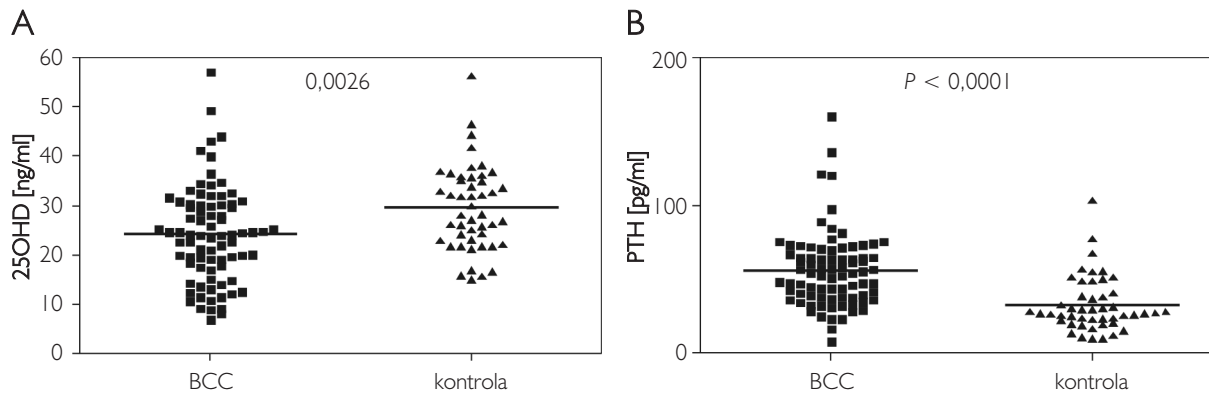 A
25OHD [ng/ml]
60
50
40
30
20
10
0
0,0026
BCC
kontrola
B
PTH [pg/ml]
200
100
0
P < 0,0001
BCC
kontrola